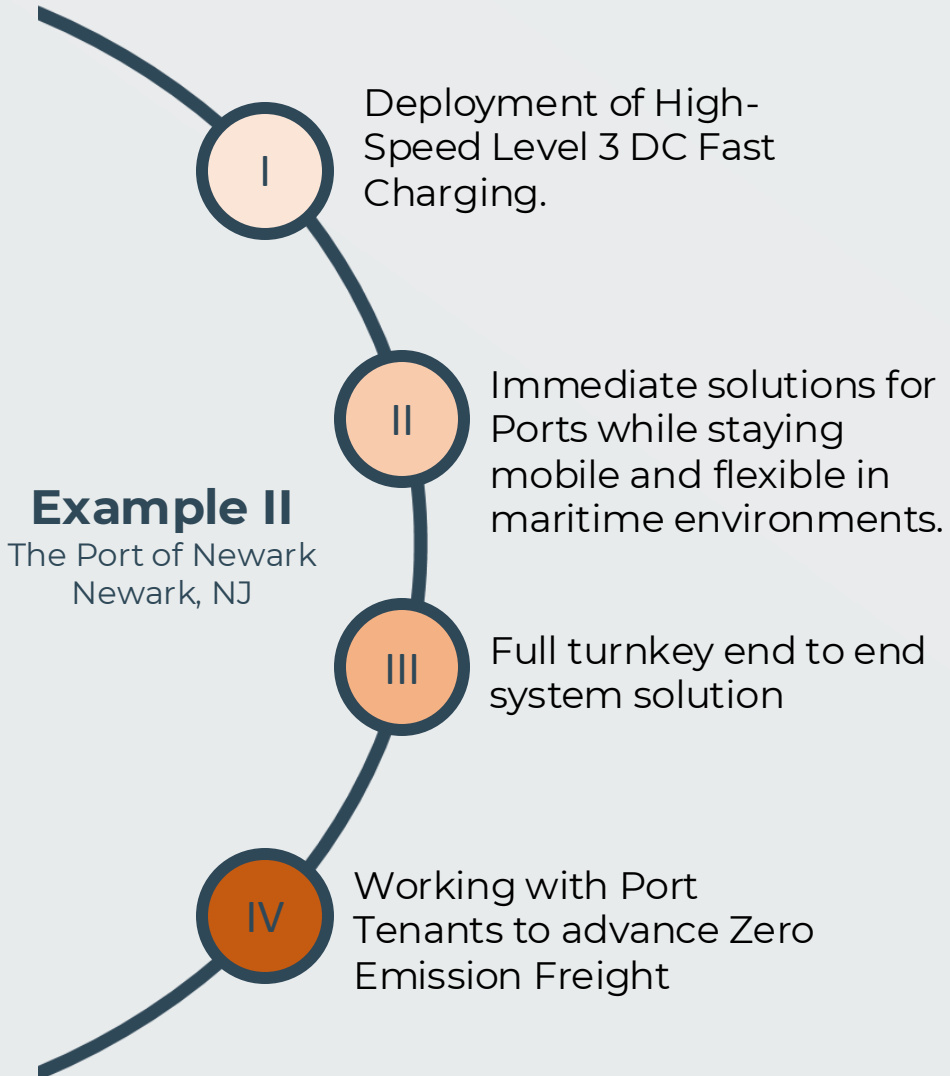 I
Deployment of High-
Speed Level 3 DC Fast
Charging.
II
Immediate solutions for
Ports while staying
mobile and flexible in
maritime environments.
Example II
The Port of Newark
Newark, NJ
III
Full turnkey end to end
system solution
IV
Working with Port
Tenants to advance Zero
Emission Freight